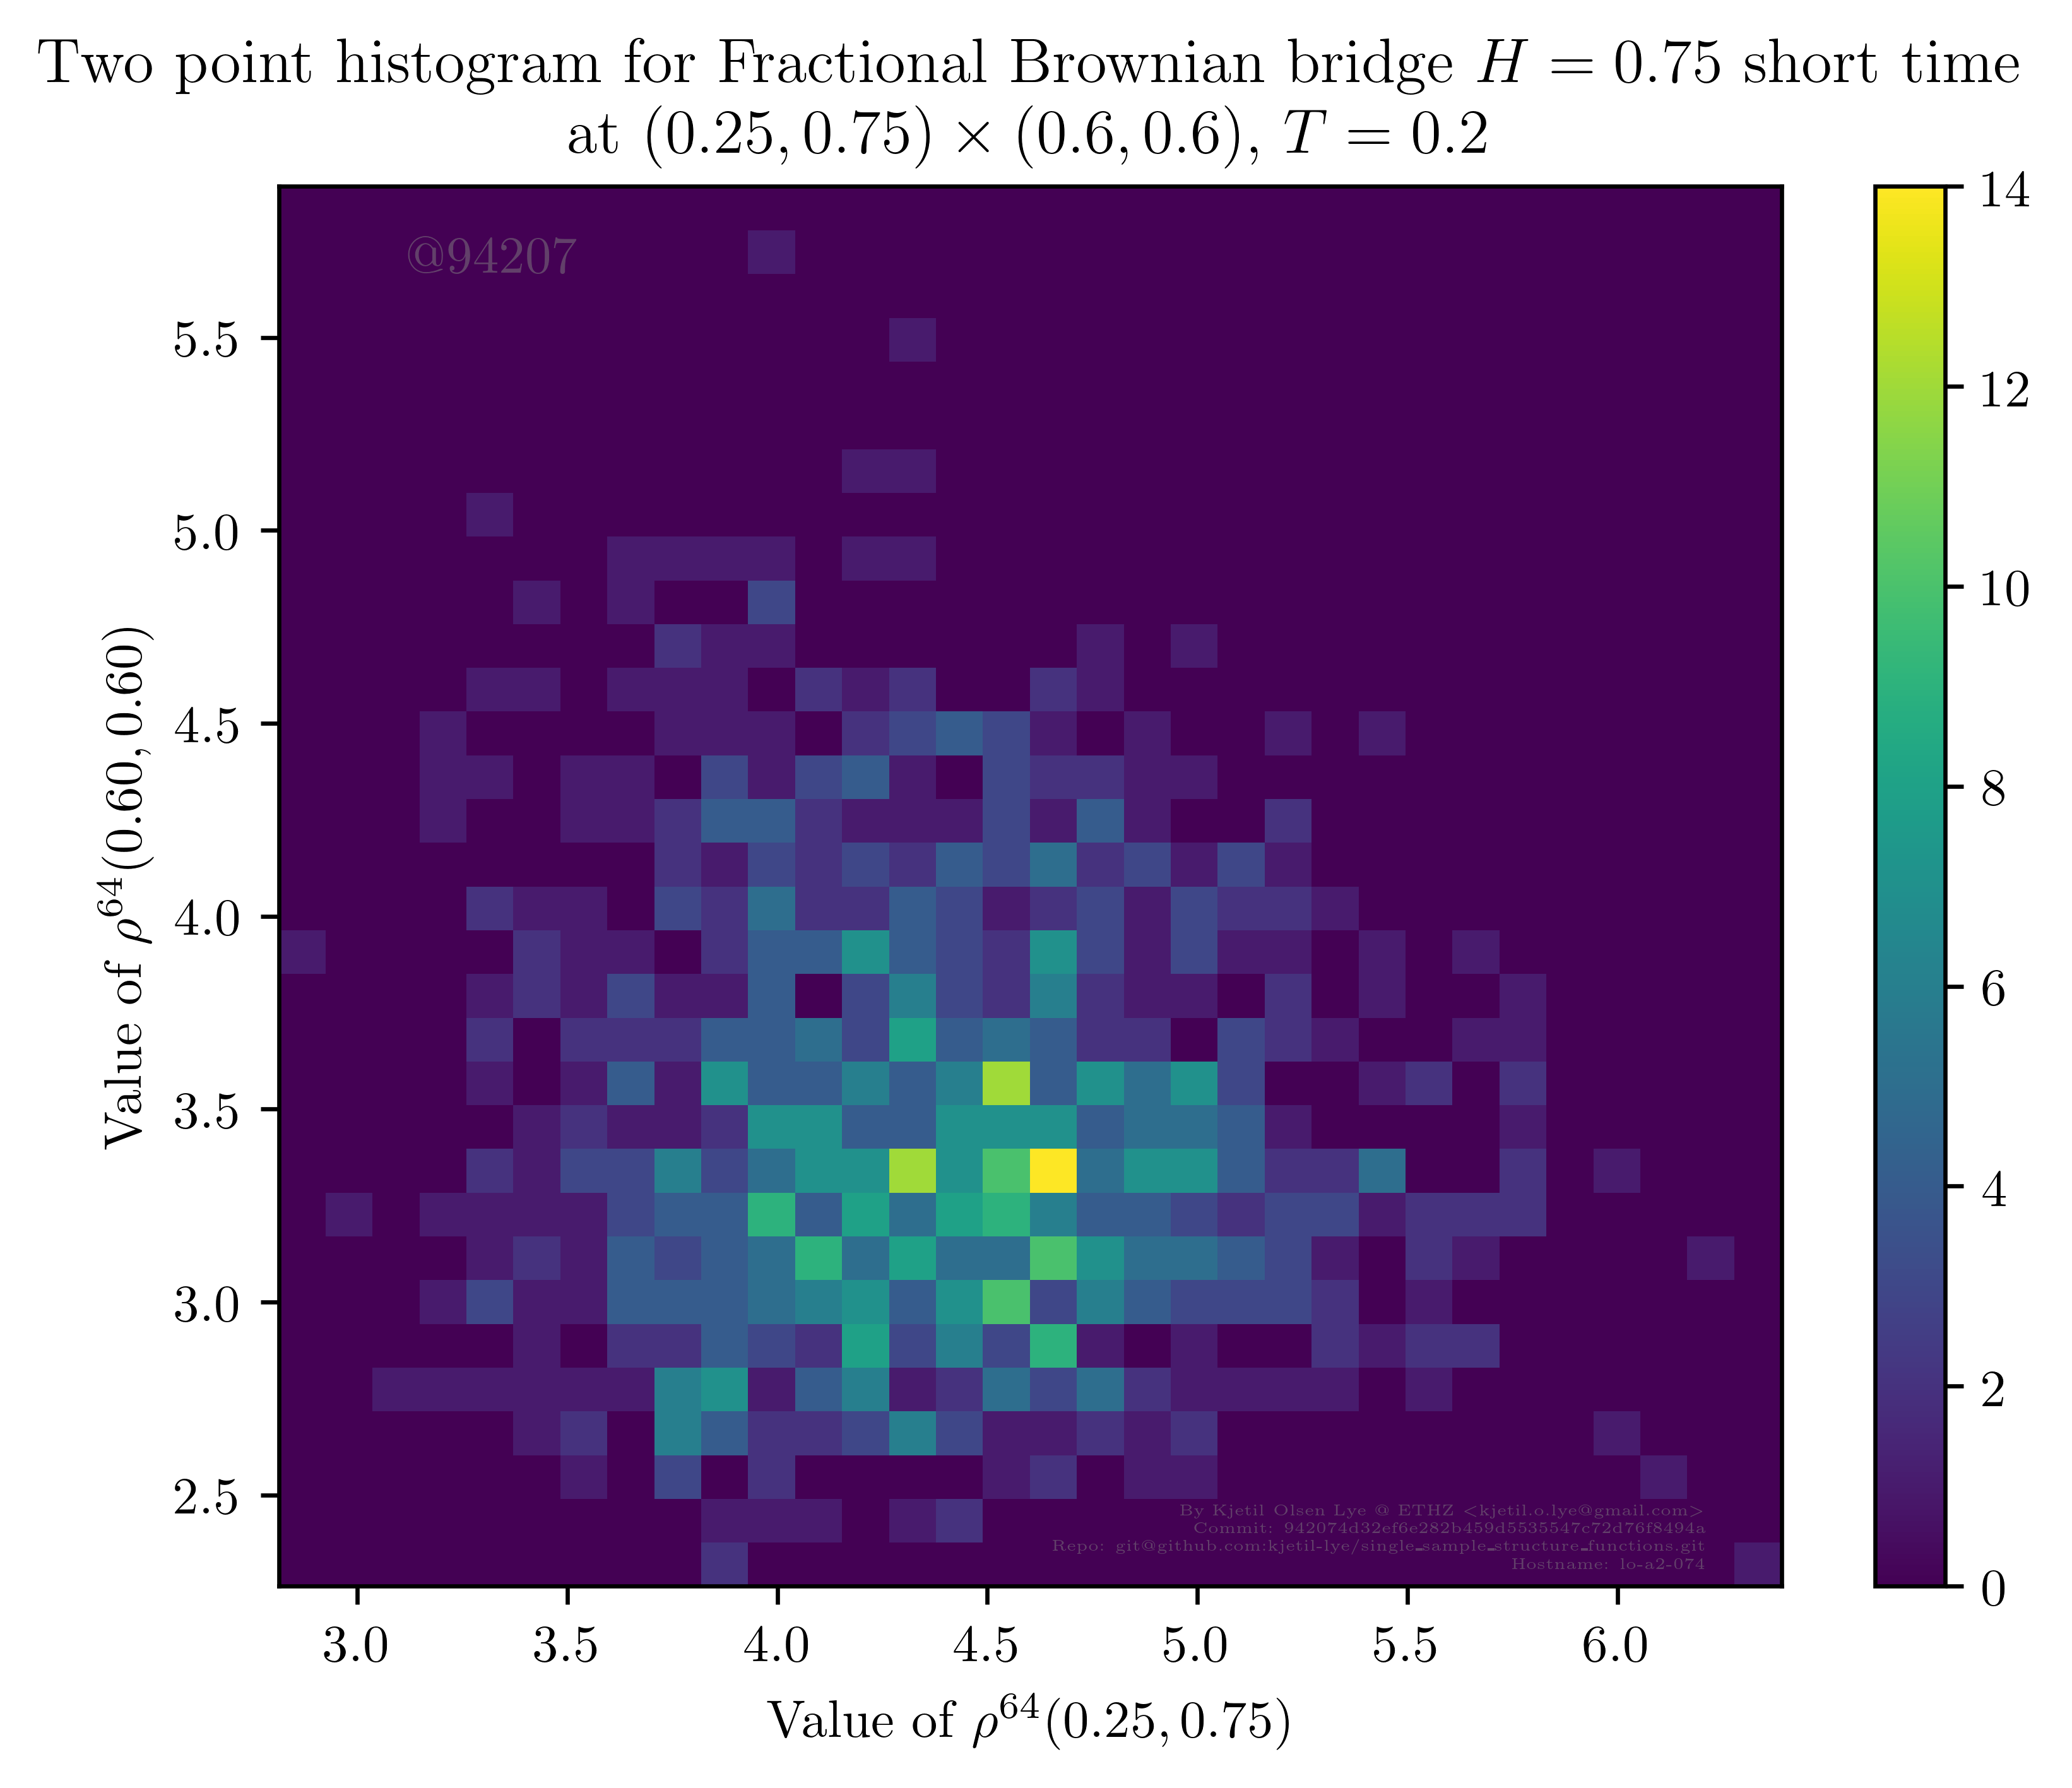 Two point histogram for Fractional Brownian bridge H = 0.75 short time
at (0.25, 0.75) × (0.6, 0.6), T = 0.2
@94207
14
12
10
8
6
4
2
0
5.5
5.0
4.5
4.0
3.5
3.0
2.5
Value of ρ⁶⁴(0.60, 0.60)
By Kjetil Olsen Lye @ ETHZ <kjetil.o.lye@gmail.com>
Commit: 942074d32ef6e282b459d5535547c72d76f8494a
Repo: git@github.com:kjetil-lye/single_sample_structure_functions.git
Hostname: lo-a2-074
3.0 3.5 4.0 4.5 5.0 5.5 6.0
Value of ρ⁶⁴(0.25, 0.75)